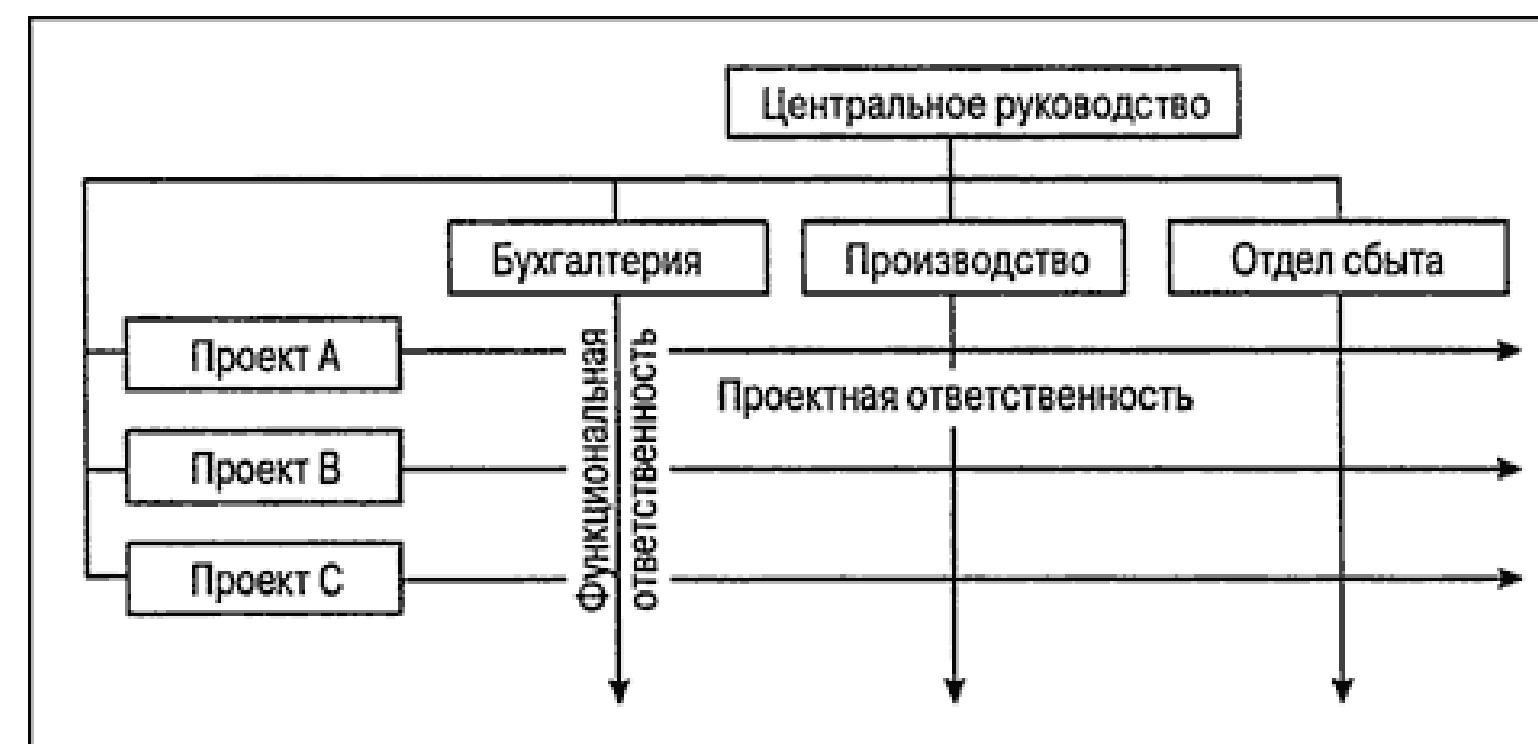 Центральное руководство
Бухгалтерия
Производство
Отдел сбыта
Проект А
Проектная ответственность
Проект В
Проект С
Функциональная
ответственность